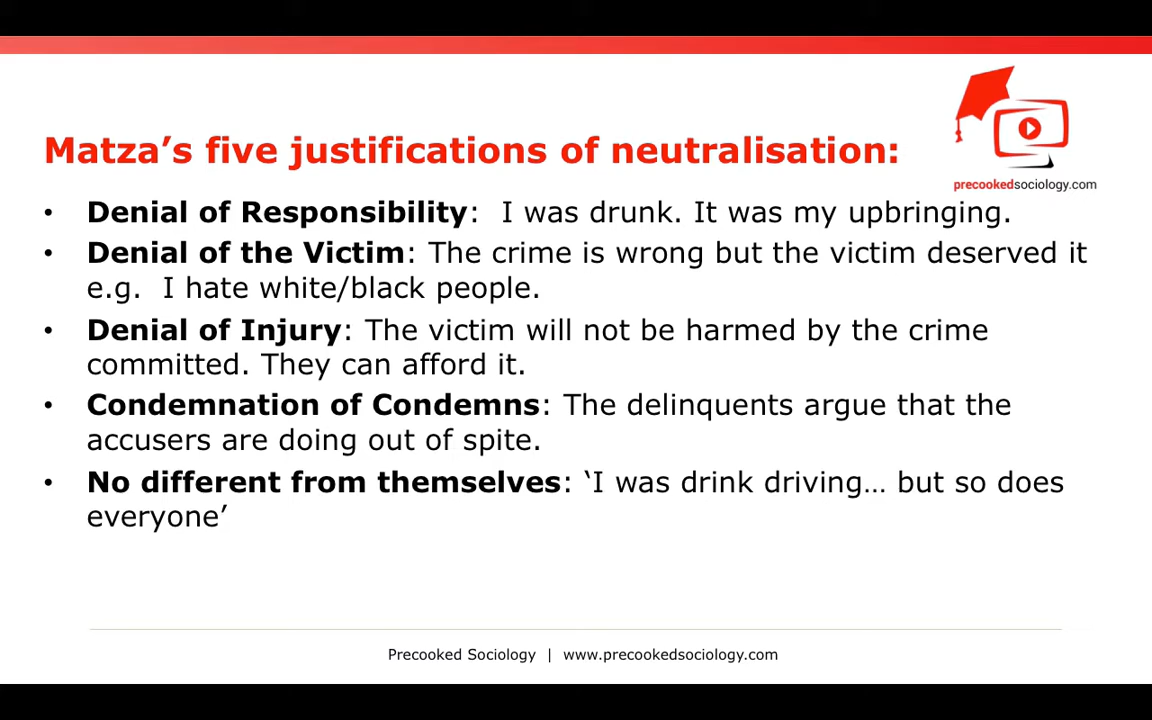 precookedsociology.com
Matza’s five justifications of neutralisation:
• Denial of Responsibility:  I was drunk. It was my upbringing.
• Denial of the Victim: The crime is wrong but the victim deserved it
e.g.  I hate white/black people.
• Denial of Injury: The victim will not be harmed by the crime
committed. They can afford it.
• Condemnation of Condemns: The delinquents argue that the
accusers are doing out of spite.
• No different from themselves: ‘I was drink driving… but so does
everyone’
Precooked Sociology | www.precookedsociology.com